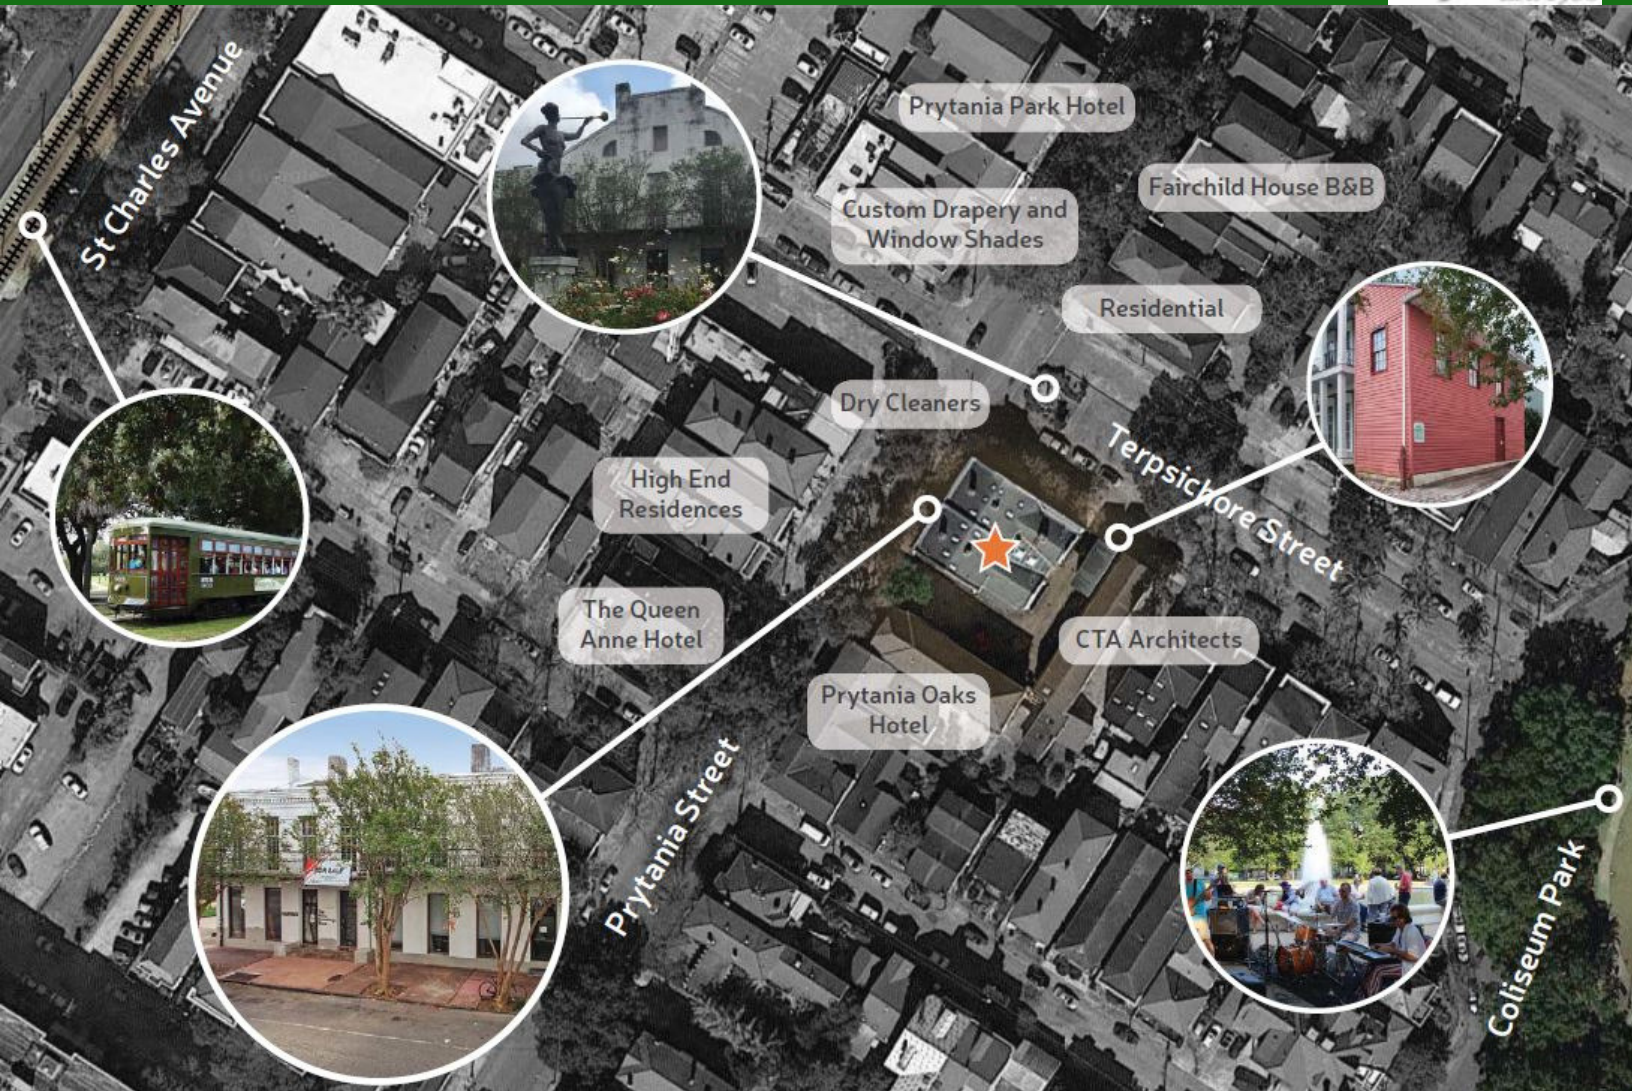 St Charles Avenue
Prytania Park Hotel
Fairchild House B&B
Custom Drapery and
Window Shades
Residential
Dry Cleaners
Terpsichore Street
High End
Residences
The Queen
Anne Hotel
CTA Architects
Prytania Oaks
Hotel
Prytania Street
Coliseum Park